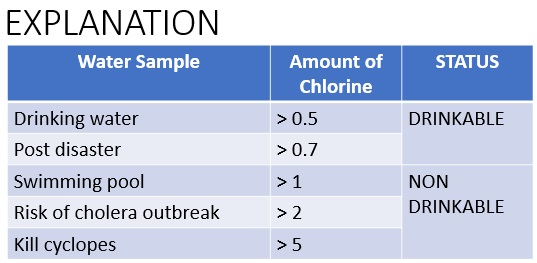 EXPLANATION
Water Sample
Amount of
Chlorine
STATUS
Drinking water
> 0.5
DRINKABLE
Post disaster
> 0.7
Swimming pool
> 1
NON
DRINKABLE
Risk of cholera outbreak
> 2
Kill cyclopes
> 5